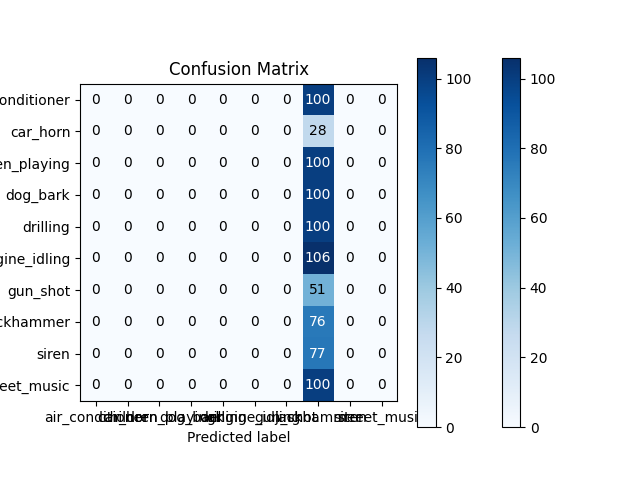 Confusion Matrix
onditioner 0 0 0 0 0 0 0 100 0 0
car_horn 0 0 0 0 0 0 0 28 0 0
en_playing 0 0 0 0 0 0 0 100 0 0
dog_bark 0 0 0 0 0 0 0 100 0 0
drilling 0 0 0 0 0 0 0 100 0 0
gine_idling 0 0 0 0 0 0 0 106 0 0
gun_shot 0 0 0 0 0 0 0 51 0 0
ckhammer 0 0 0 0 0 0 0 76 0 0
siren 0 0 0 0 0 0 0 77 0 0
eet_music 0 0 0 0 0 0 0 100 0 0
Predicted label
100
80
60
40
20
0
100
80
60
40
20
0